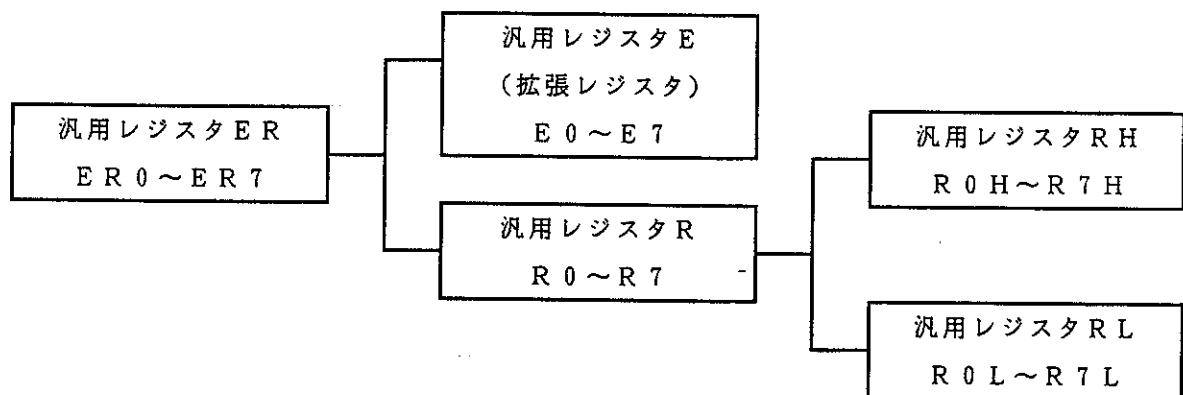 汎用レジスタER
ER0～ER7
汎用レジスタE
(拡張レジスタ)
E0～E7
汎用レジスタR
R0～R7
汎用レジスタRH
R0H～R7H
汎用レジスタRL
R0L～R7L